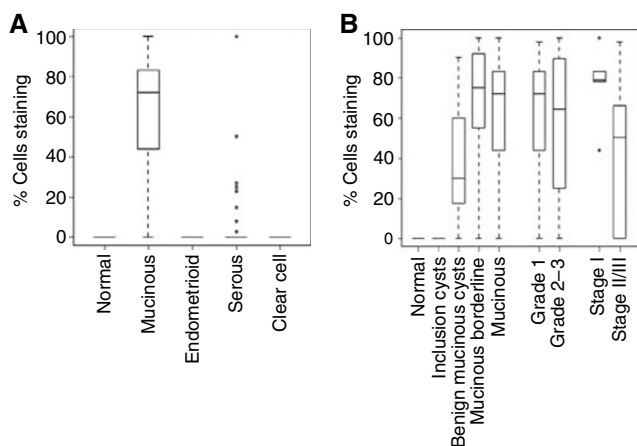 A
% Cells staining
100
80
60
40
20
0
Normal
Mucinous
Endometrioid
Serous
Clear cell
B
% Cells staining
100
80
60
40
20
0
Normal
Inclusion cysts
Benign mucinous cysts
Mucinous borderline
Mucinous
Grade 1
Grade 2–3
Stage I
Stage II/III